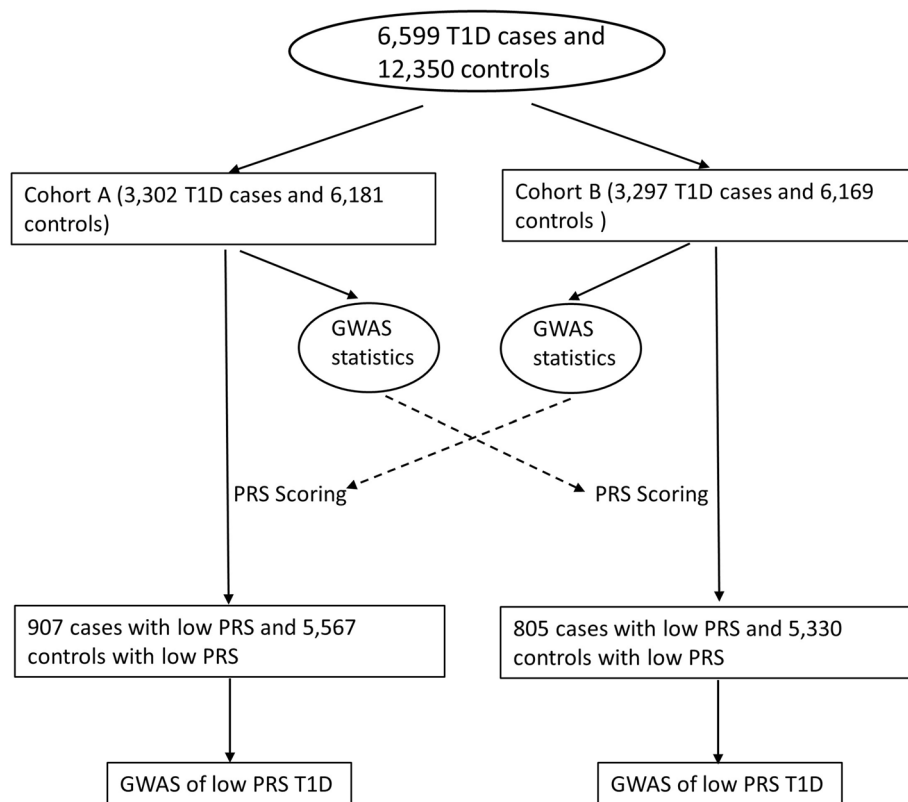 6,599 T1D cases and
12,350 controls
Cohort A (3,302 T1D cases and 6,181
controls)
Cohort B (3,297 T1D cases and 6,169
controls )
GWAS
statistics
GWAS
statistics
PRS Scoring
PRS Scoring
907 cases with low PRS and 5,567
controls with low PRS
805 cases with low PRS and 5,330
controls with low PRS
GWAS of low PRS T1D
GWAS of low PRS T1D